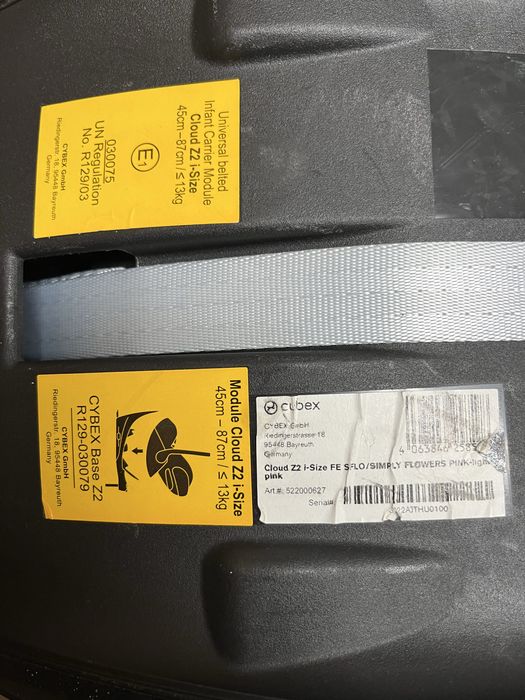 Universal belted
Infant Carrier Module
Cloud Z2 i-Size
45cm – 87cm / ≤ 13kg
E1
030075
UN Regulation
No. R129/03
CYBEX GmbH
Riedingerstr. 18, 95448 Bayreuth
Germany
Module Cloud Z2 i-Size
45cm – 87cm / ≤ 13kg
CYBEX Base Z2
R129-030079
CYBEX GmbH
Riedingerstr. 18, 95448 Bayreuth
Germany
cybex
CYBEX GmbH
Riedingerstrasse 18
95448 Bayreuth
Germany
4 063846
Cloud Z2 i-Size FE SFLO/SIMPLY FLOWERS PINK-light
pink
Art.#: 522000627
Serial#